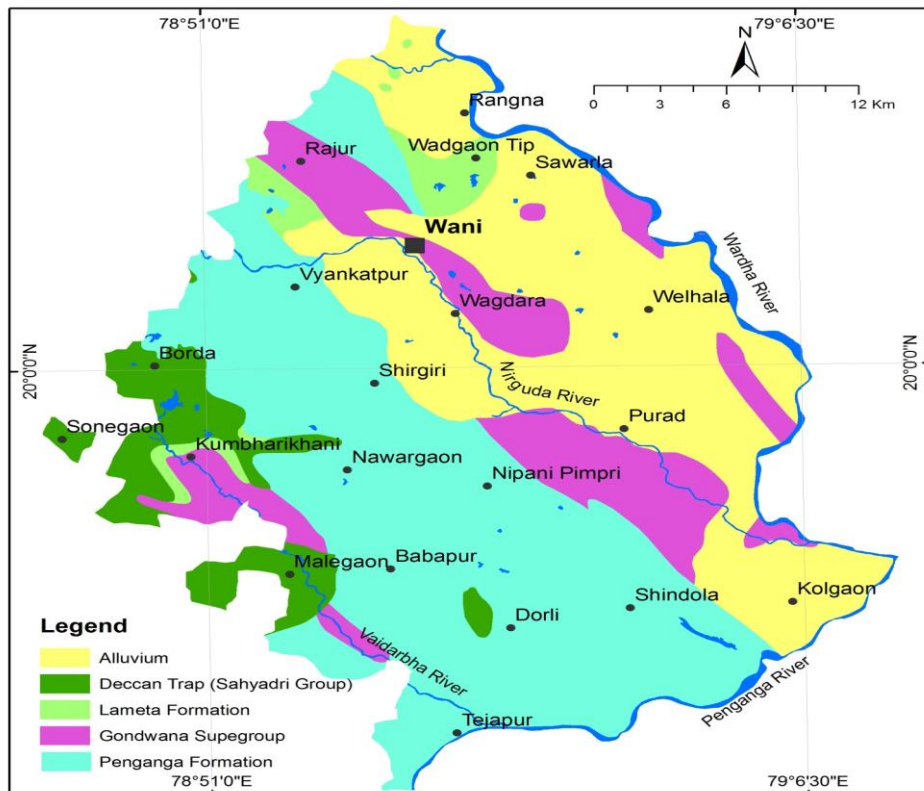 78°51'0"E
79°6'30"E
N
0 3 6 12 Km
Rangna
Rajur
Wadgaon Tip
Sawarla
Wani
Wardha River
Vyankatpur
Wagdara
Welhala
20°0'0"N
20°0'0"N
Borda
Shirgiri
Nirguda River
Purad
Sonegaon
Kumbharikhani
Nawargaon
Nipani Pimpri
Malegaon
Babapur
Shindola
Kolgaon
Dorli
Vaidarbha River
Penganga River
Tejapur
Legend
Alluvium
Deccan Trap (Sahyadri Group)
Lameta Formation
Gondwana Supegroup
Penganga Formation
78°51'0"E
79°6'30"E